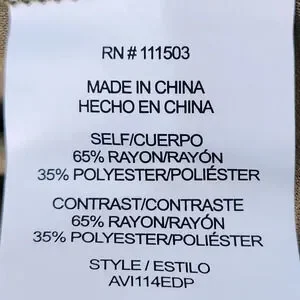 RN # 111503
MADE IN CHINA
HECHO EN CHINA
SELF/CUERPO
65% RAYON/RAYÓN
35% POLYESTER/POLIÉSTER
CONTRAST/CONTRASTE
65% RAYON/RAYÓN
35% POLYESTER/POLIÉSTER
STYLE / ESTILO
AVI114EDP